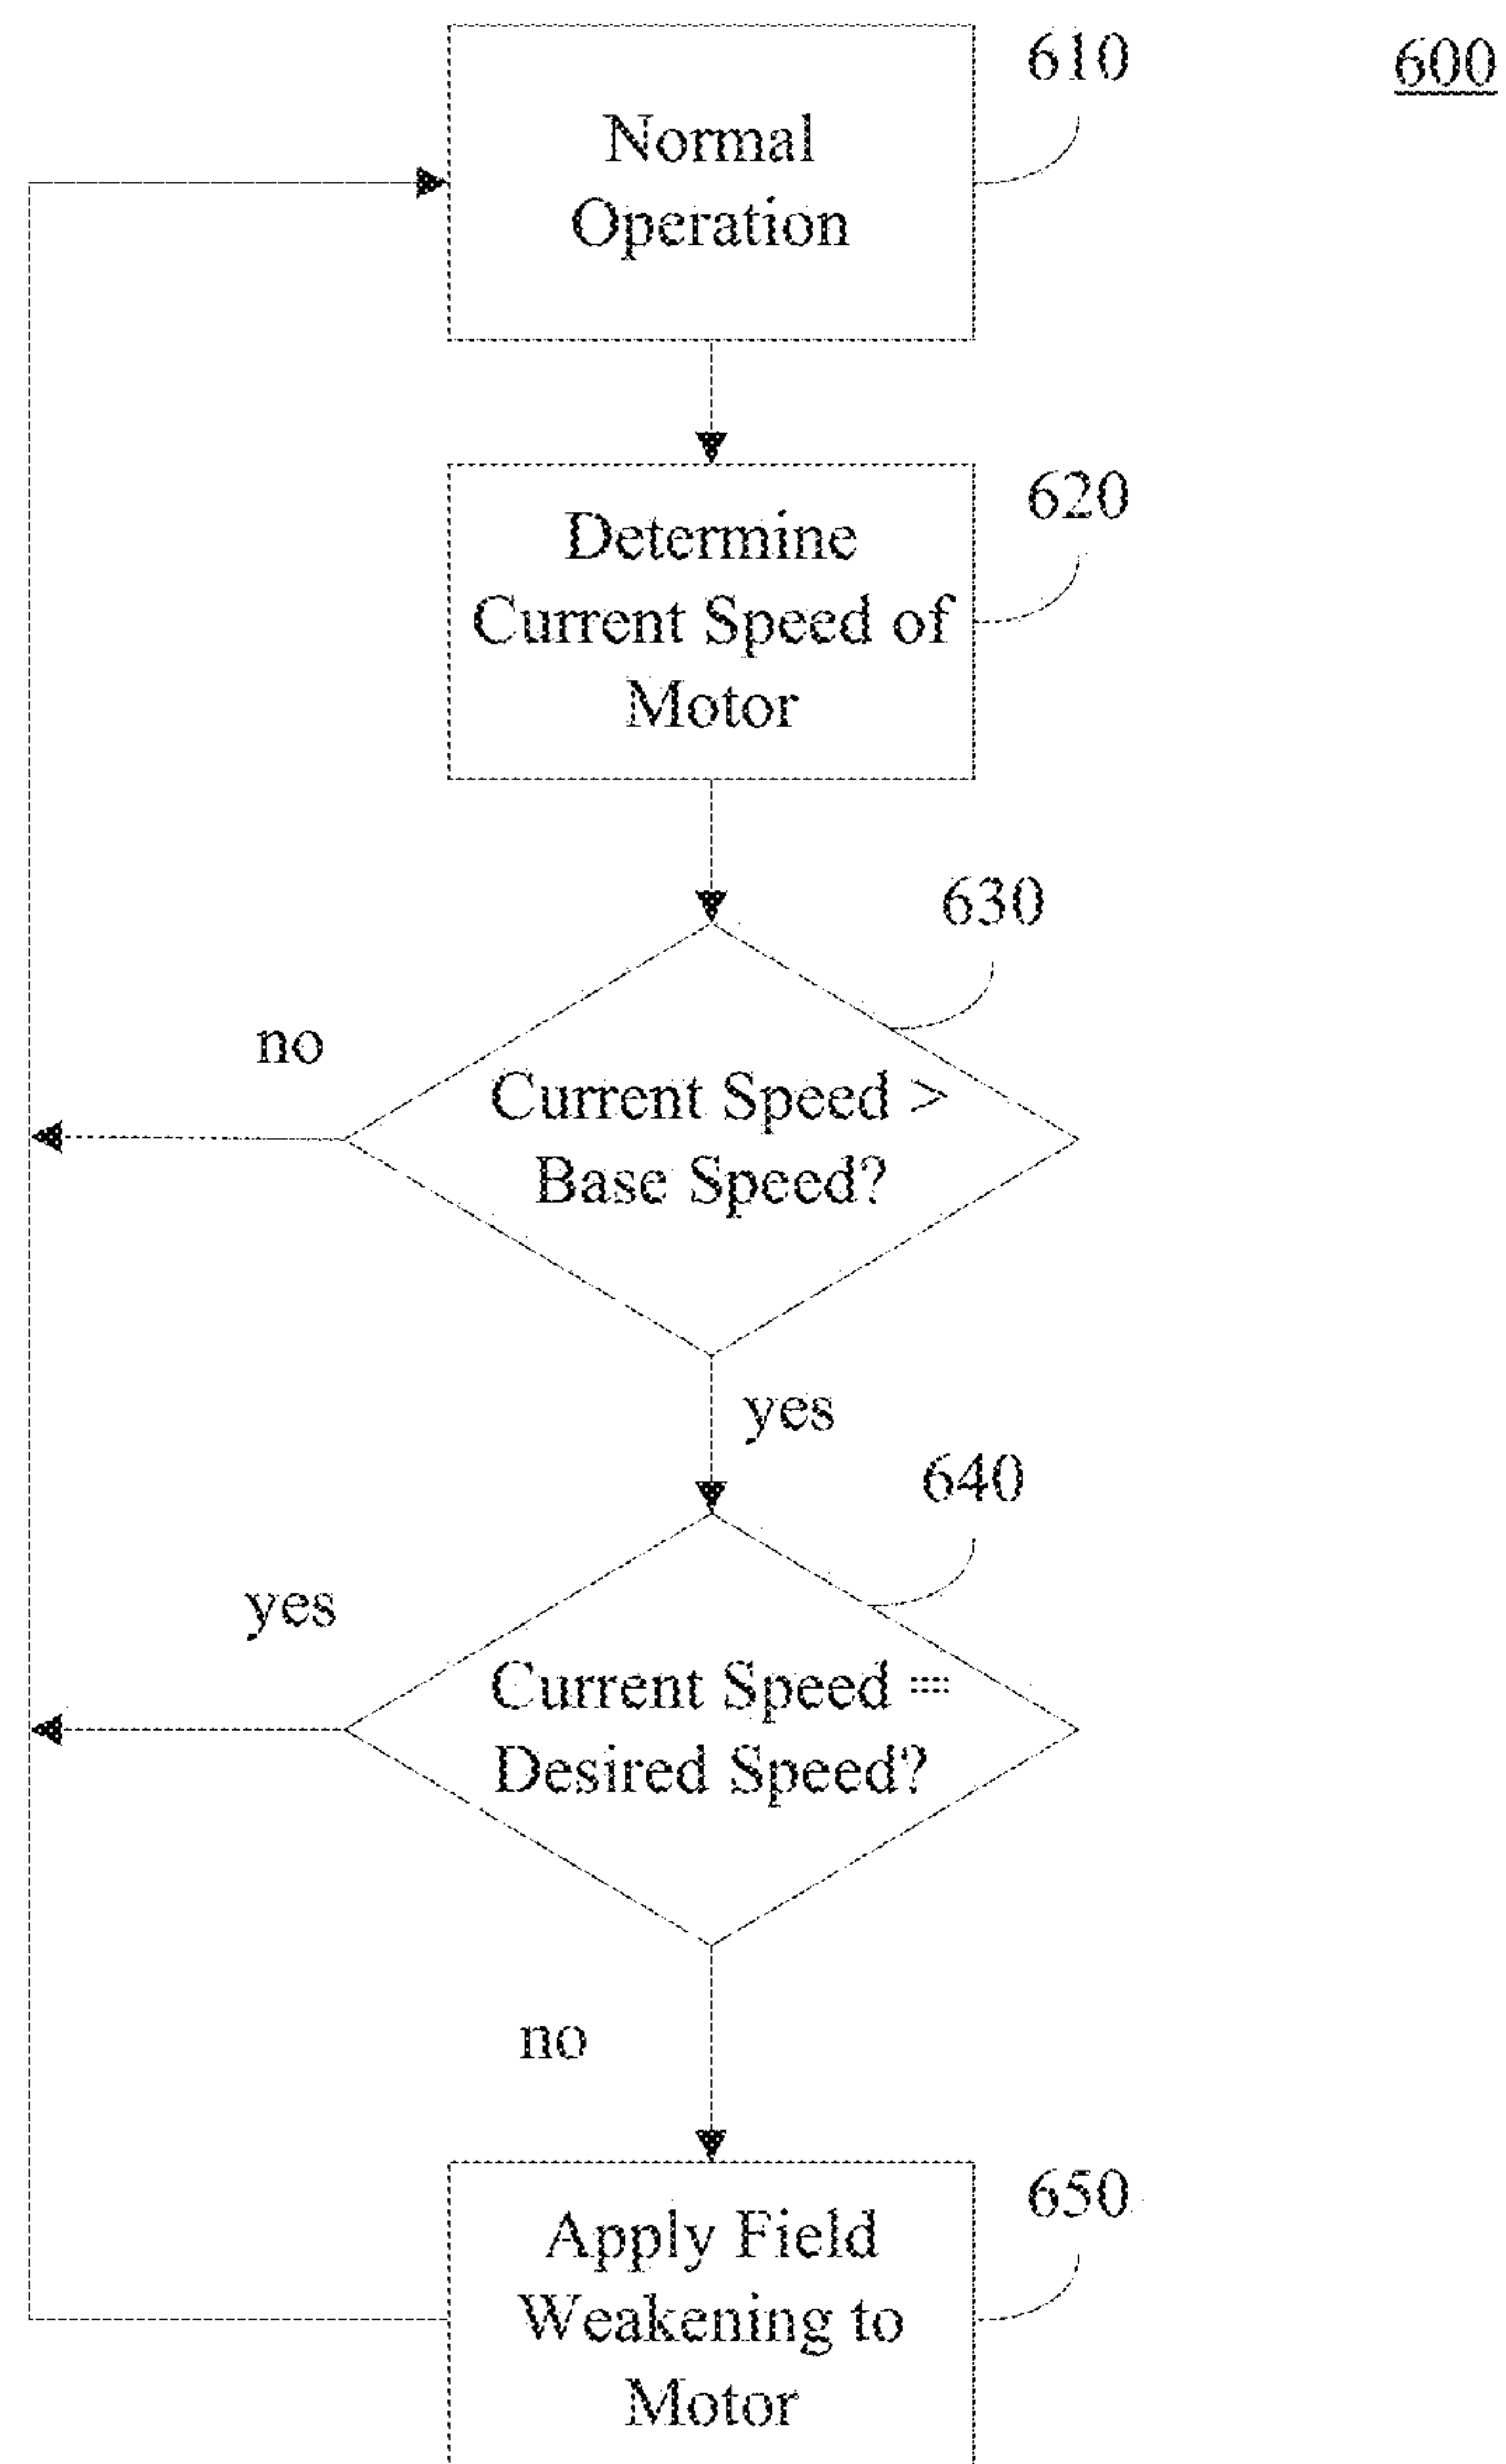 610
600
Normal
Operation
620
Determine
Current Speed of
Motor
630
no
Current Speed >
Base Speed?
yes
640
yes
Current Speed ==
Desired Speed?
no
650
Apply Field
Weakening to
Motor